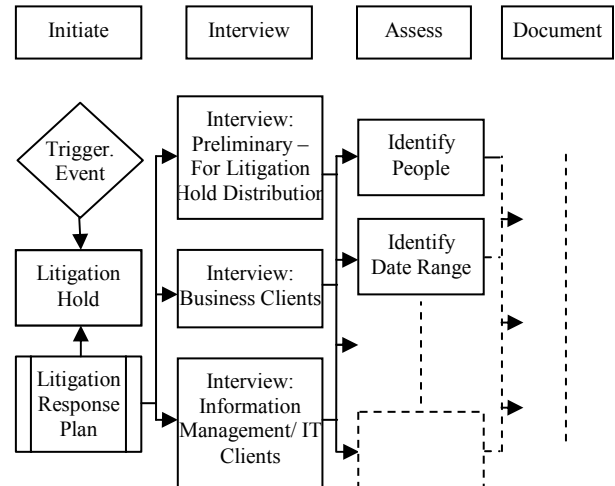 Initiate
Interview
Assess
Document
Trigger.
Event
Litigation
Hold
Litigation
Response
Plan
Interview:
Preliminary –
For Litigation
Hold Distribution
Interview:
Business Clients
Interview:
Information
Management/ IT
Clients
Identify
People
Identify
Date Range